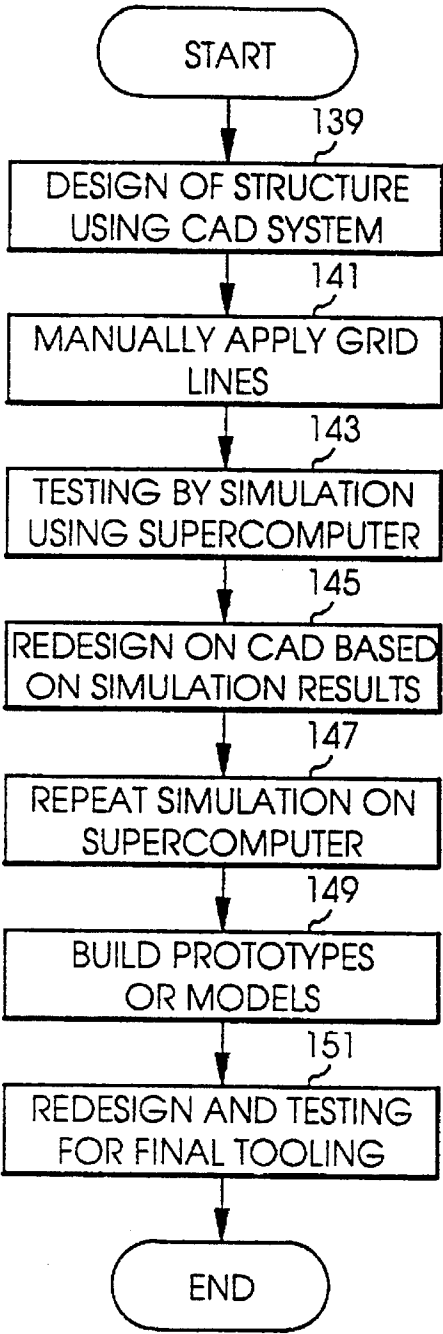 START
139
DESIGN OF STRUCTURE
USING CAD SYSTEM
141
MANUALLY APPLY GRID
LINES
143
TESTING BY SIMULATION
USING SUPERCOMPUTER
145
REDESIGN ON CAD BASED
ON SIMULATION RESULTS
147
REPEAT SIMULATION ON
SUPERCOMPUTER
149
BUILD PROTOTYPES
OR MODELS
151
REDESIGN AND TESTING
FOR FINAL TOOLING
END